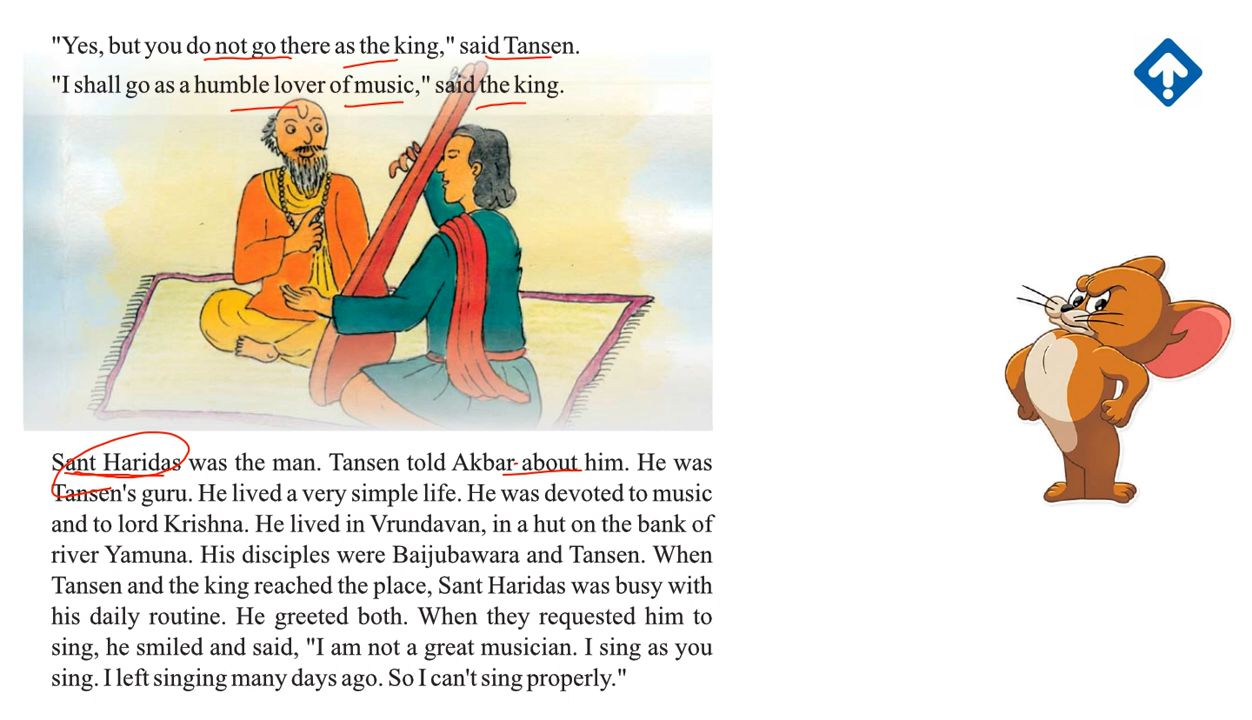 "Yes, but you do not go there as the king," said Tansen.
"I shall go as a humble lover of music," said the king.
Sant Haridas was the man. Tansen told Akbar about him. He was
Tansen's guru. He lived a very simple life. He was devoted to music
and to lord Krishna. He lived in Vrundavan, in a hut on the bank of
river Yamuna. His disciples were Baijubawara and Tansen. When
Tansen and the king reached the place, Sant Haridas was busy with
his daily routine. He greeted both. When they requested him to
sing, he smiled and said, "I am not a great musician. I sing as you
sing. I left singing many days ago. So I can't sing properly."